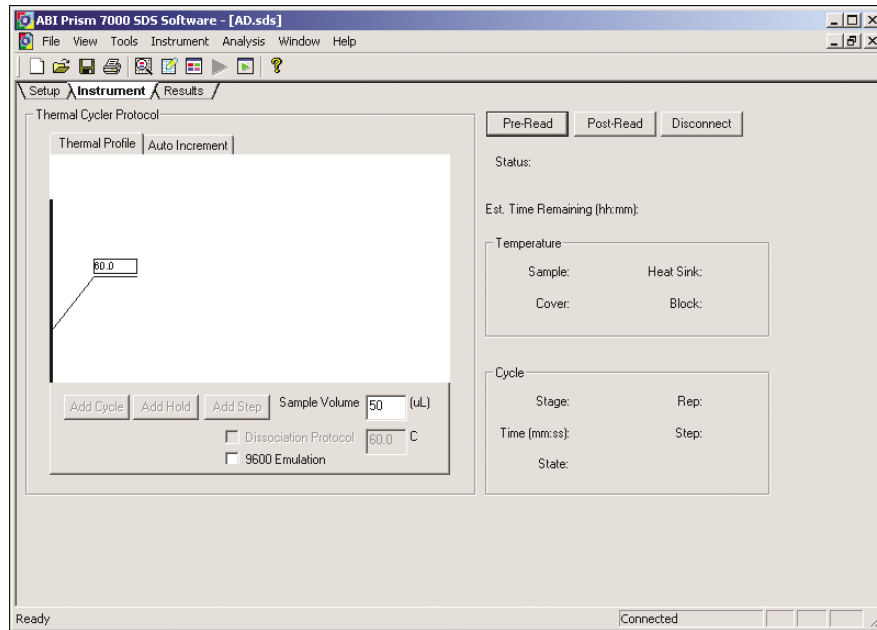 ABI Prism 7000 SDS Software - [AD.sds]
File View Tools Instrument Analysis Window Help
Setup Instrument Results
Thermal Cycler Protocol
Thermal Profile Auto Increment
60.0
Add Cycle Add Hold Add Step Sample Volume 50 (uL)
Dissociation Protocol 60.0 C
9600 Emulation
Pre-Read Post-Read Disconnect
Status:
Est. Time Remaining (hh:mm):
Temperature
Sample: Heat Sink:
Cover: Block:
Cycle
Stage: Rep:
Time (mm:ss): Step:
State:
Ready Connected